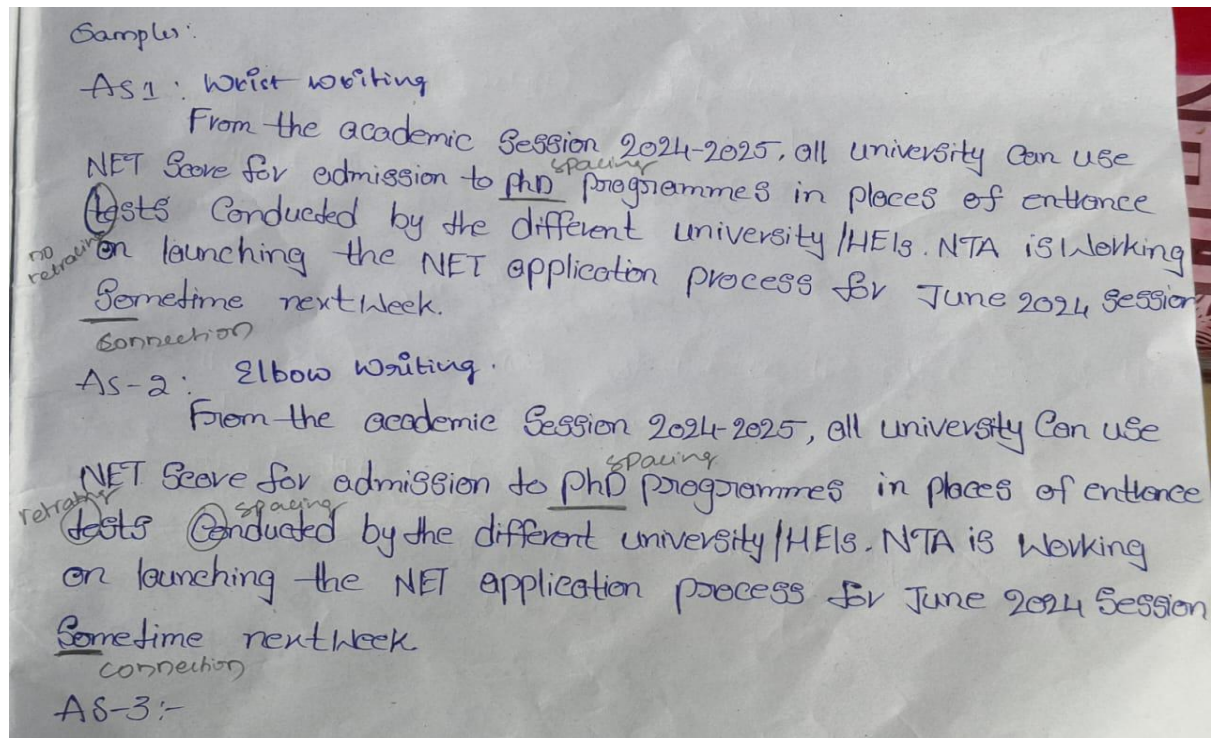 Samples:
AS1: Wrist writing
From the academic Session 2024-2025, all university can use
spacing
NET Score for admission to PhD programmes in places of enttance
tests Conducted by the different university/HEIs. NTA is Working
no retracing
on launching the NET application process for June 2024 Session
Sometime next Week.
connection
AS-2: Elbow Writing.
From the academic Session 2024-2025, all university Can use
spacing
NET Score for admission to PhD programmes in places of enttance
retracing spacing
tests Conducted by the different university/HEIs. NTA is Working
on launching the NET application process for June 2024 Session
Sometime next Week.
connection
AS-3:-